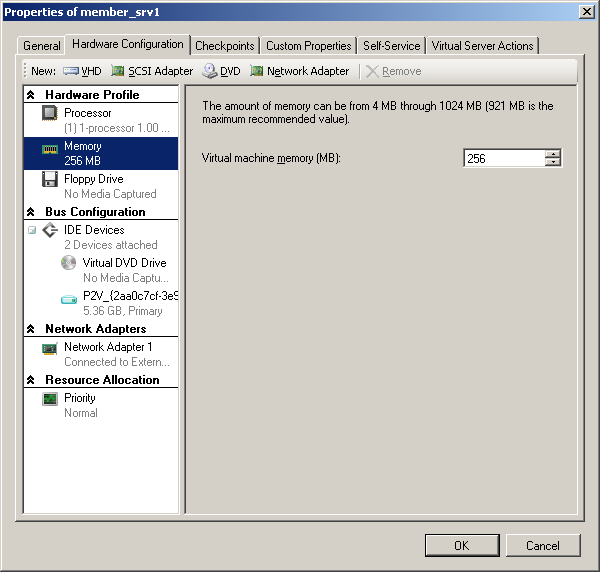 Properties of member_srv1
General Hardware Configuration Checkpoints Custom Properties Self-Service Virtual Server Actions
New: VHD SCSI Adapter DVD Network Adapter Remove
Hardware Profile
Processor
(1) 1-processor 1.00 ...
Memory
256 MB
Floppy Drive
No Media Captured
Bus Configuration
IDE Devices
2 Devices attached
Virtual DVD Drive
No Media Captu...
P2V_{2aa0c7cf-3e9
5.36 GB, Primary
Network Adapters
Network Adapter 1
Connected to Extern...
Resource Allocation
Priority
Normal
The amount of memory can be from 4 MB through 1024 MB (921 MB is the
maximum recommended value).
Virtual machine memory (MB): 256
OK Cancel